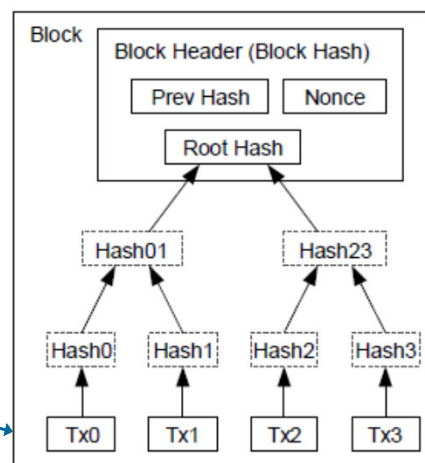 Block
Block Header (Block Hash)
Prev Hash Nonce
Root Hash
Hash01 Hash23
Hash0 Hash1 Hash2 Hash3
Tx0 Tx1 Tx2 Tx3